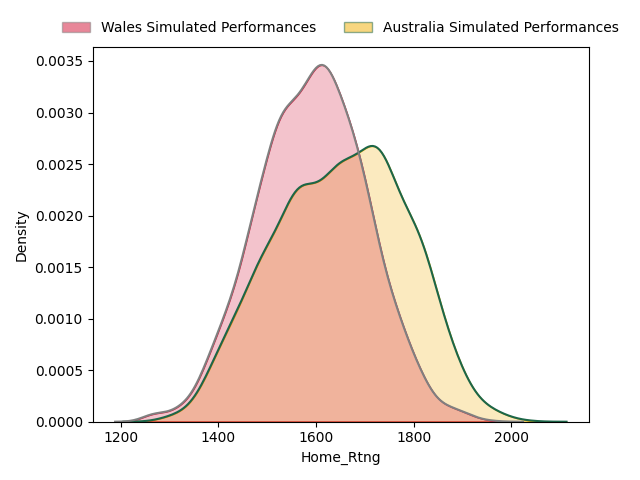 Wales Simulated Performances
Australia Simulated Performances
0.0035
0.0030
0.0025
0.0020
0.0015
0.0010
0.0005
0.0000
Density
1200 1400 1600 1800 2000
Home_Rtng